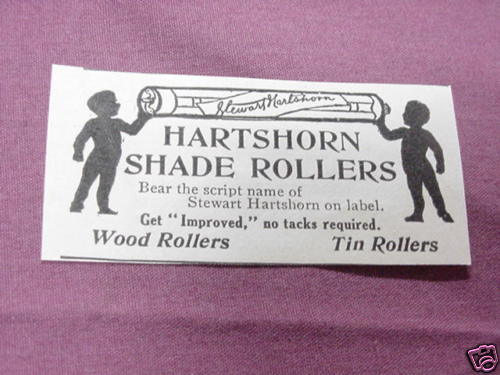 Stewart Hartshorn
HARTSHORN
SHADE ROLLERS
Bear the script name of
Stewart Hartshorn on label.
Get "Improved," no tacks required.
Wood Rollers Tin Rollers